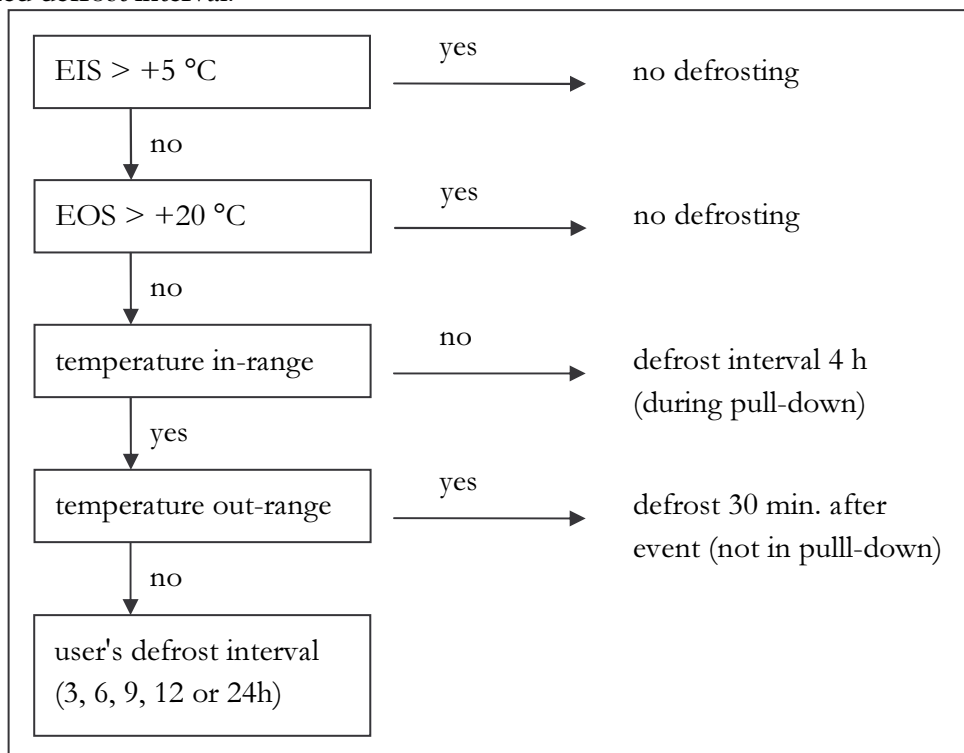 defrost interval.
EIS > +5 °C
yes
no defrosting
no
EOS > +20 °C
yes
no defrosting
no
temperature in-range
no
defrost interval 4 h
(during pull-down)
yes
temperature out-range
yes
defrost 30 min. after
event (not in pulll-down)
no
user's defrost interval
(3, 6, 9, 12 or 24h)